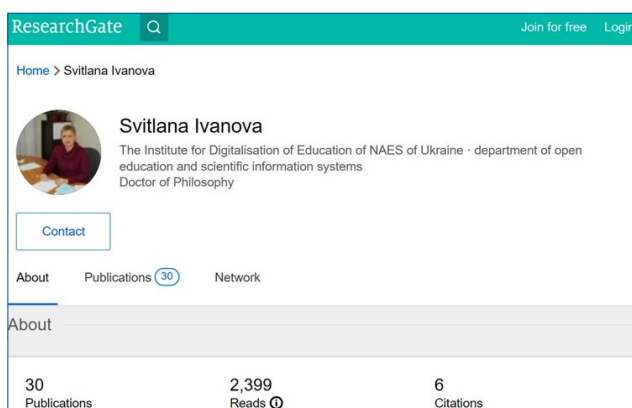 ResearchGate
Join for free Login
Home > Svitlana Ivanova
Svitlana Ivanova
The Institute for Digitalisation of Education of NAES of Ukraine · department of open
education and scientific information systems
Doctor of Philosophy
Contact
About Publications 30 Network
About
30 2,399 6
Publications Reads Citations